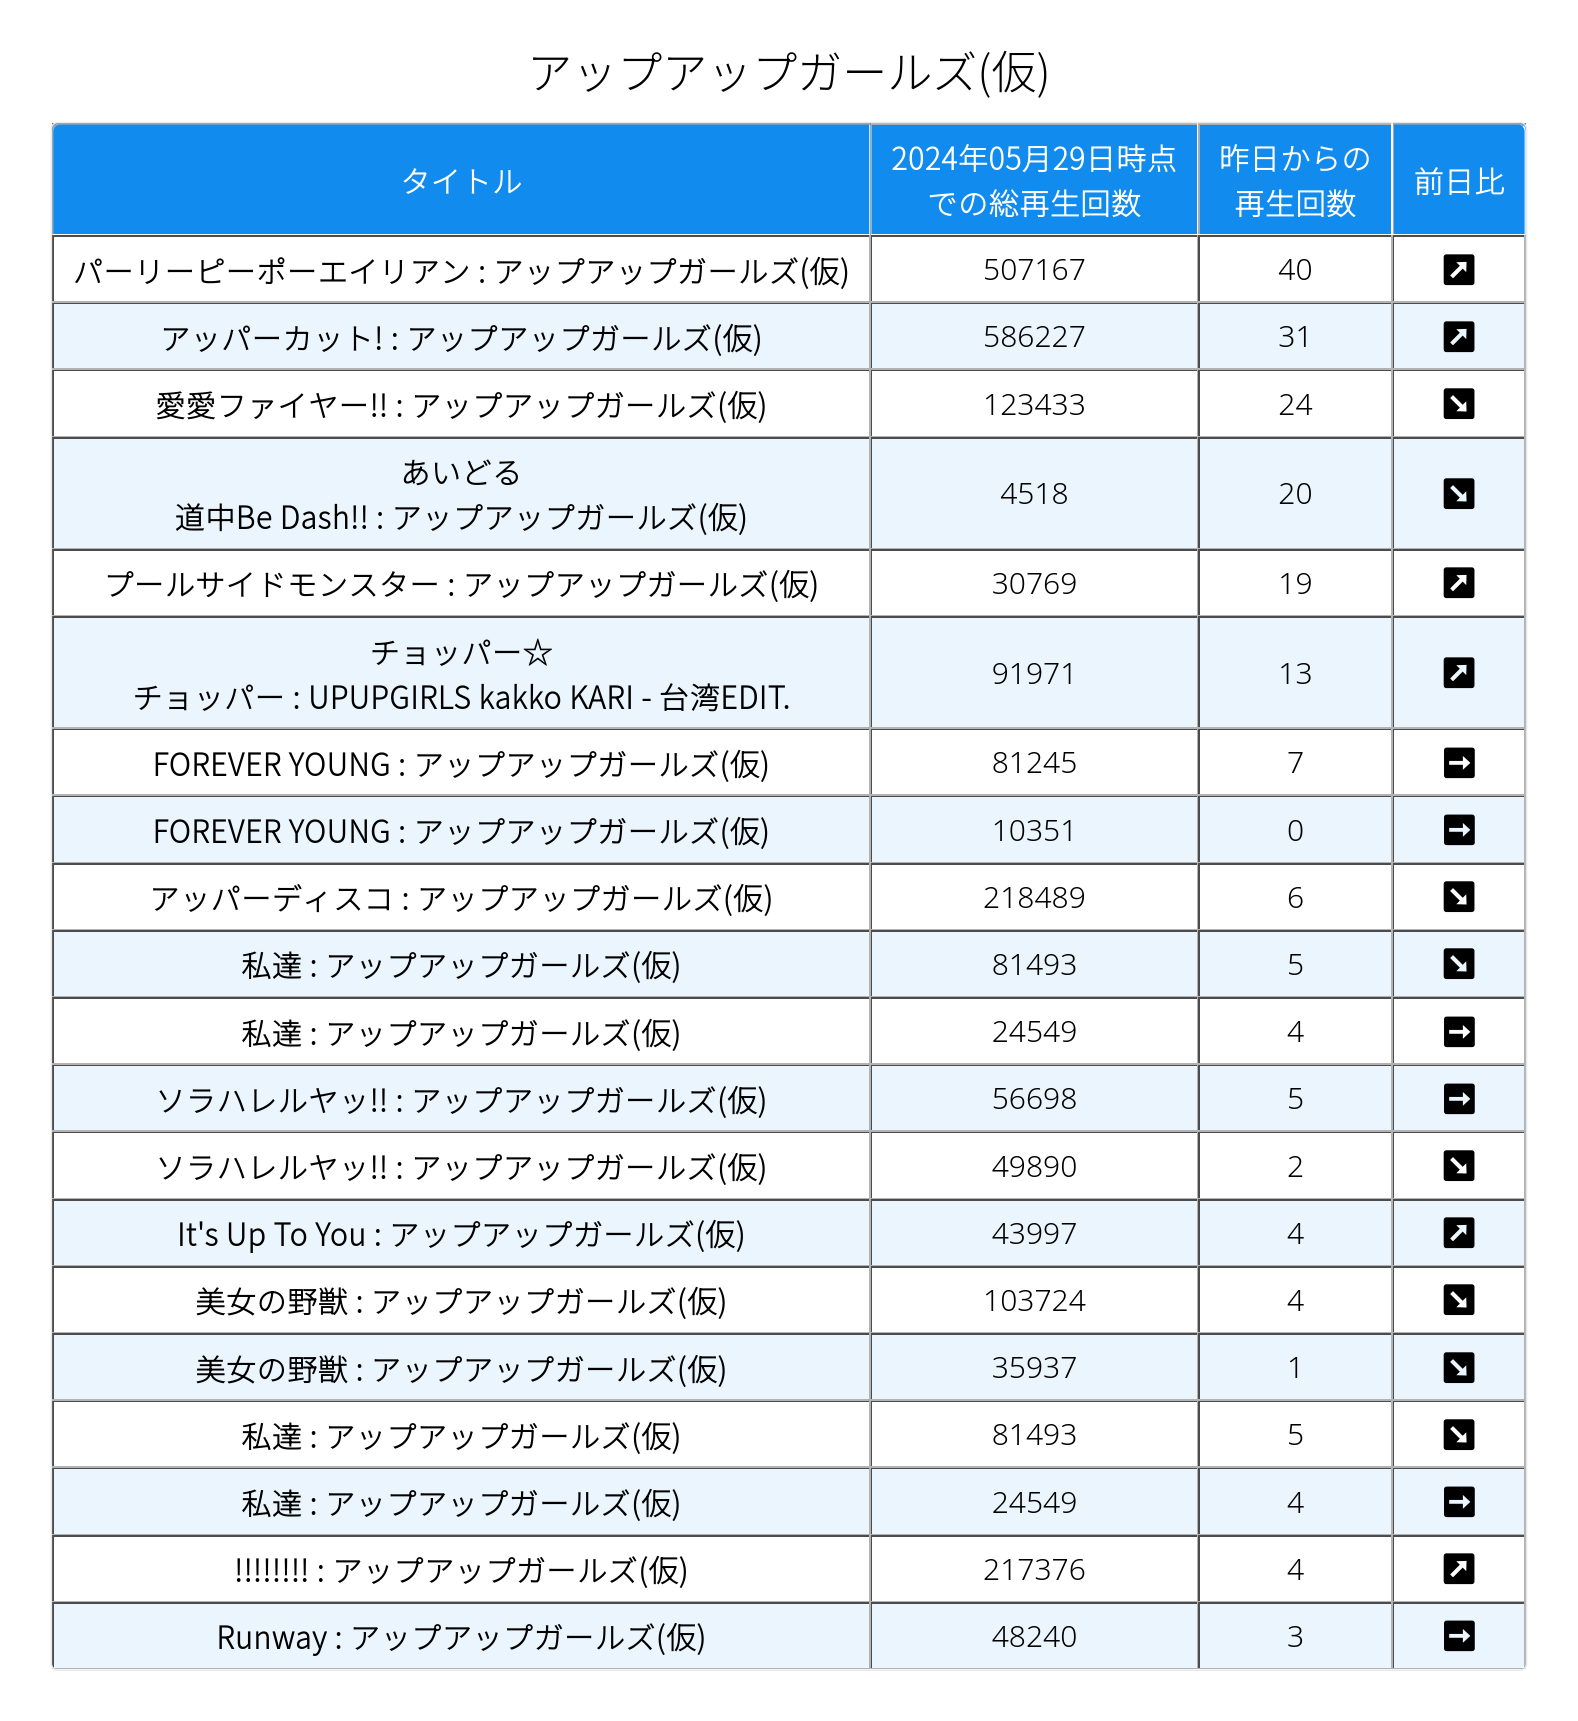 アップアップガールズ(仮)
タイトル 2024年05月29日時点での総再生回数 昨日からの再生回数 前日比
パーリーピーポーエイリアン : アップアップガールズ(仮) 507167 40 ↗
アッパーカット! : アップアップガールズ(仮) 586227 31 ↗
愛愛ファイヤー!! : アップアップガールズ(仮) 123433 24 ↘
あいどる
道中Be Dash!! : アップアップガールズ(仮) 4518 20 ↘
プールサイドモンスター : アップアップガールズ(仮) 30769 19 ↗
チョッパー☆
チョッパー : UPUPGIRLS kakko KARI - 台湾EDIT. 91971 13 ↗
FOREVER YOUNG : アップアップガールズ(仮) 81245 7 →
FOREVER YOUNG : アップアップガールズ(仮) 10351 0 →
アッパーディスコ : アップアップガールズ(仮) 218489 6 ↘
私達 : アップアップガールズ(仮) 81493 5 ↘
私達 : アップアップガールズ(仮) 24549 4 →
ソラハレルヤッ!! : アップアップガールズ(仮) 56698 5 →
ソラハレルヤッ!! : アップアップガールズ(仮) 49890 2 ↘
It's Up To You : アップアップガールズ(仮) 43997 4 ↗
美女の野獣 : アップアップガールズ(仮) 103724 4 ↘
美女の野獣 : アップアップガールズ(仮) 35937 1 ↘
私達 : アップアップガールズ(仮) 81493 5 ↘
私達 : アップアップガールズ(仮) 24549 4 →
!!!!!!!! : アップアップガールズ(仮) 217376 4 ↗
Runway : アップアップガールズ(仮) 48240 3 →